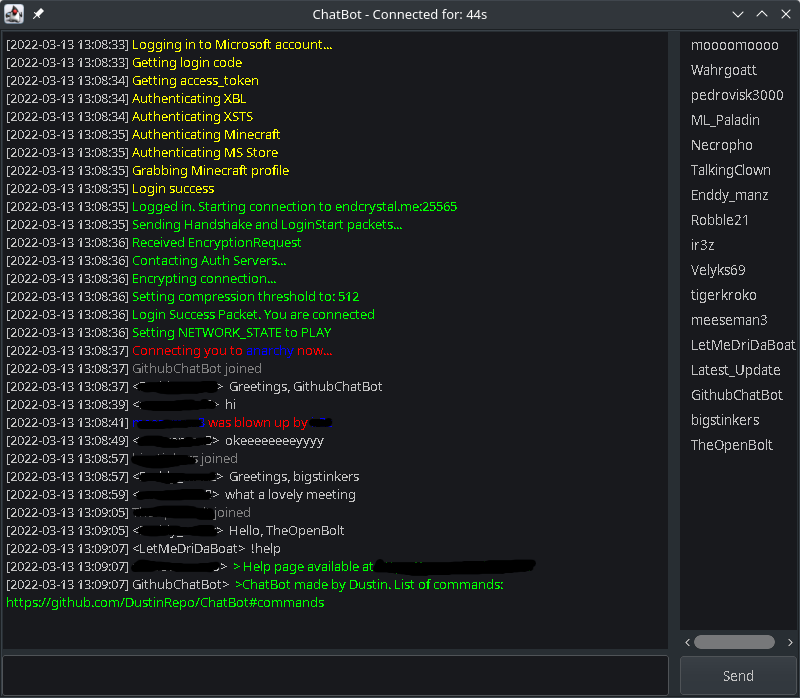 ChatBot - Connected for: 44s
[2022-03-13 13:08:33] Logging in to Microsoft account...
[2022-03-13 13:08:33] Getting login code
[2022-03-13 13:08:34] Getting access_token
[2022-03-13 13:08:34] Authenticating XBL
[2022-03-13 13:08:34] Authenticating XSTS
[2022-03-13 13:08:35] Authenticating Minecraft
[2022-03-13 13:08:35] Authenticating MS Store
[2022-03-13 13:08:35] Grabbing Minecraft profile
[2022-03-13 13:08:35] Login success
[2022-03-13 13:08:35] Logged in. Starting connection to endcrystal.me:25565
[2022-03-13 13:08:35] Sending Handshake and LoginStart packets...
[2022-03-13 13:08:36] Received EncryptionRequest
[2022-03-13 13:08:36] Contacting Auth Servers...
[2022-03-13 13:08:36] Encrypting connection...
[2022-03-13 13:08:36] Setting compression threshold to: 512
[2022-03-13 13:08:36] Login Success Packet. You are connected
[2022-03-13 13:08:36] Setting NETWORK_STATE to PLAY
[2022-03-13 13:08:37] Connecting you to anarchy now...
[2022-03-13 13:08:37] GithubChatBot joined
[2022-03-13 13:08:37] < > Greetings, GithubChatBot
[2022-03-13 13:08:39] < > hi
[2022-03-13 13:08:41] was blown up by
[2022-03-13 13:08:49] < > okeeeeeeeyyyy
[2022-03-13 13:08:57] joined
[2022-03-13 13:08:57] < > Greetings, bigstinkers
[2022-03-13 13:08:59] < > what a lovely meeting
[2022-03-13 13:09:05] joined
[2022-03-13 13:09:05] < > Hello, TheOpenBolt
[2022-03-13 13:09:07] <LetMeDriDaBoat> !help
[2022-03-13 13:09:07] > > Help page available at
[2022-03-13 13:09:07] GithubChatBot> >ChatBot made by Dustin. List of commands:
https://github.com/DustinRepo/ChatBot#commands
moooomoooo
Wahrgoatt
pedrovisk3000
ML_Paladin
Necropho
TalkingClown
Enddy_manz
Robble21
ir3z
Velyks69
tigerkroko
meeseman3
LetMeDriDaBoat
Latest_Update
GithubChatBot
bigstinkers
TheOpenBolt
Send